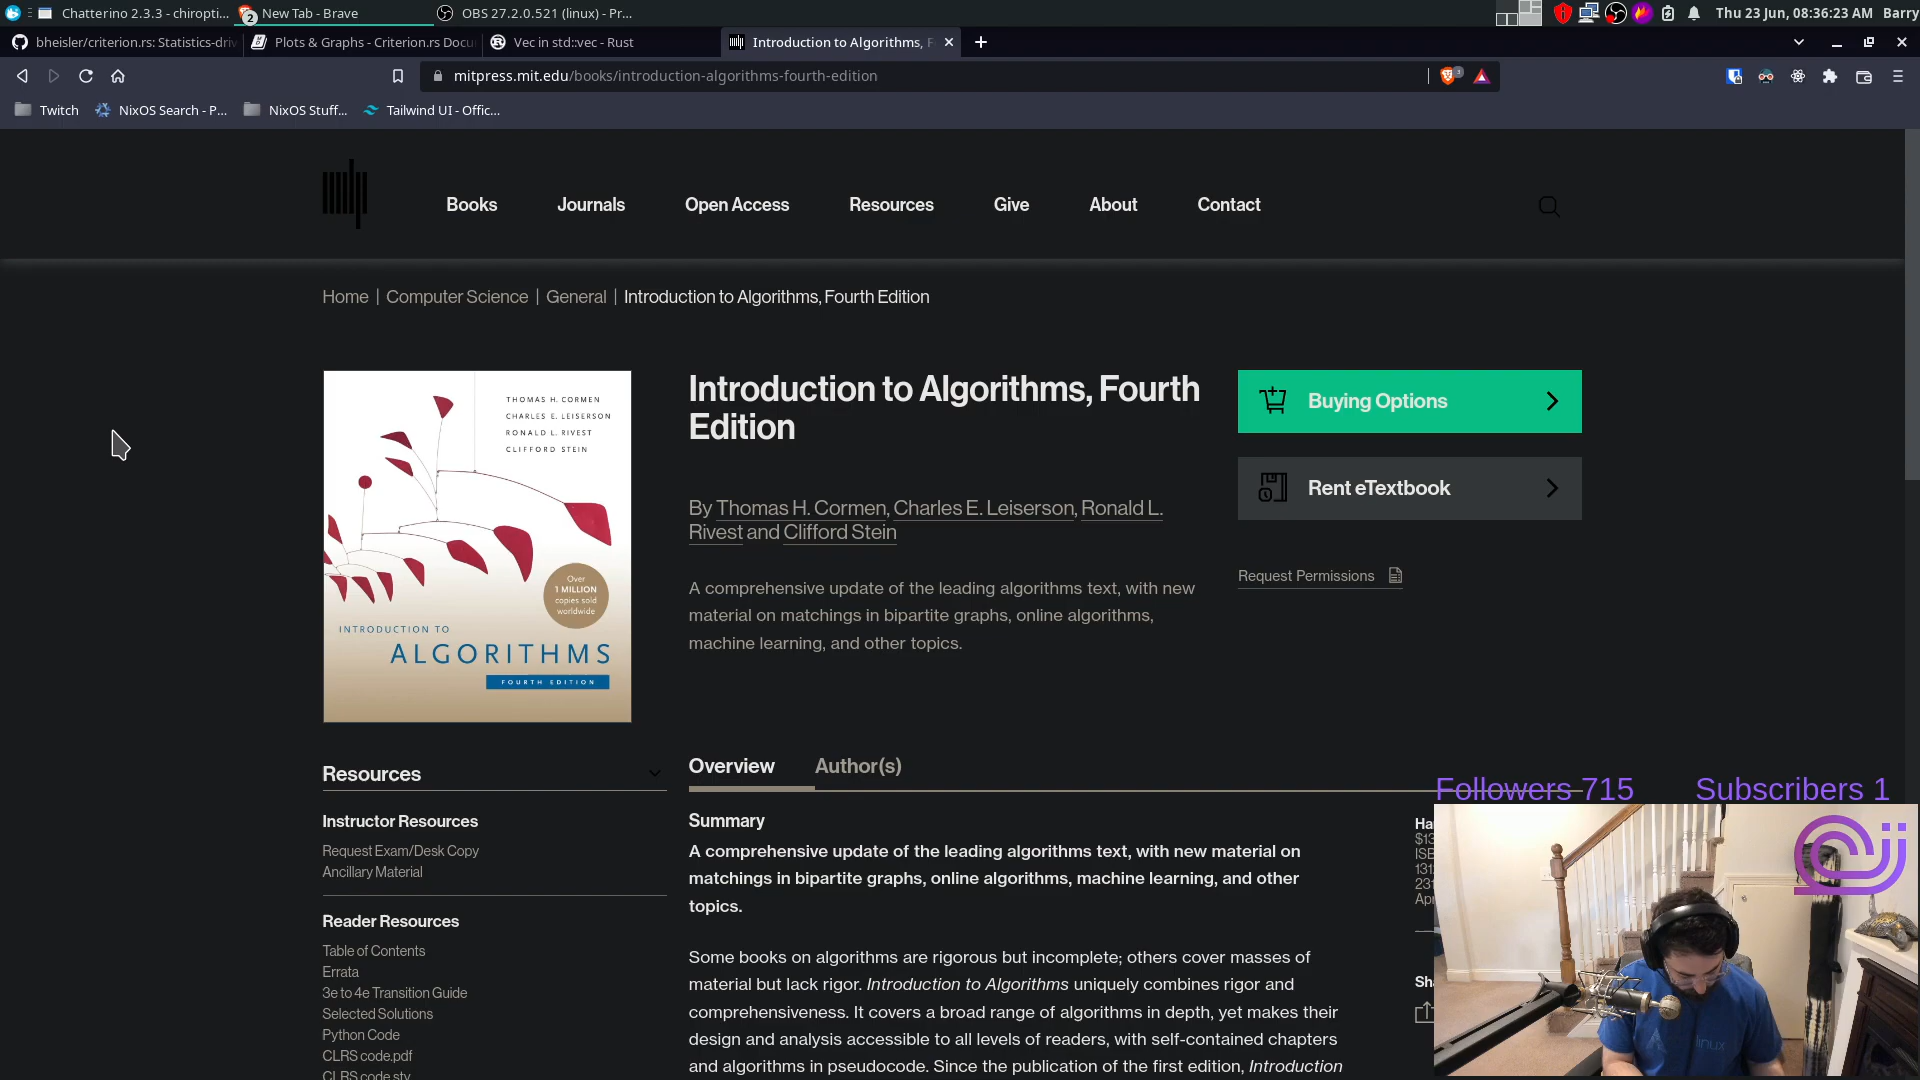 Chatterino 2.3.3 - chiropti...
2
New Tab - Brave
OBS 27.2.0.521 (linux) - Pr...
Thu 23 Jun, 08:36:23 AM
Barry
bheisler/criterion.rs: Statistics-driv
Plots & Graphs - Criterion.rs Docu
Vec in std::vec - Rust
Introduction to Algorithms, F
mitpress.mit.edu/books/introduction-algorithms-fourth-edition
3
Twitch
NixOS Search - P...
NixOS Stuff...
Tailwind UI - Offic...
Books
Journals
Open Access
Resources
Give
About
Contact
Home | Computer Science | General | Introduction to Algorithms, Fourth Edition
THOMAS H. CORMEN
CHARLES E. LEISERSON
RONALD L. RIVEST
CLIFFORD STEIN
Over
1 MILLION
copies sold
worldwide
INTRODUCTION TO
ALGORITHMS
FOURTH EDITION
Introduction to Algorithms, Fourth
Edition
By Thomas H. Cormen, Charles E. Leiserson, Ronald L.
Rivest and Clifford Stein
A comprehensive update of the leading algorithms text, with new
material on matchings in bipartite graphs, online algorithms,
machine learning, and other topics.
Buying Options
Rent eTextbook
Request Permissions
Resources
Instructor Resources
Request Exam/Desk Copy
Ancillary Material
Reader Resources
Table of Contents
Errata
3e to 4e Transition Guide
Selected Solutions
Python Code
CLRS code.pdf
CLRS code.sty
Overview
Author(s)
Summary
A comprehensive update of the leading algorithms text, with new material on
matchings in bipartite graphs, online algorithms, machine learning, and other
topics.
Some books on algorithms are rigorous but incomplete; others cover masses of
material but lack rigor. Introduction to Algorithms uniquely combines rigor and
comprehensiveness. It covers a broad range of algorithms in depth, yet makes their
design and analysis accessible to all levels of readers, with self-contained chapters
and algorithms in pseudocode. Since the publication of the first edition, Introduction
Followers 715
Subscribers 1
linux